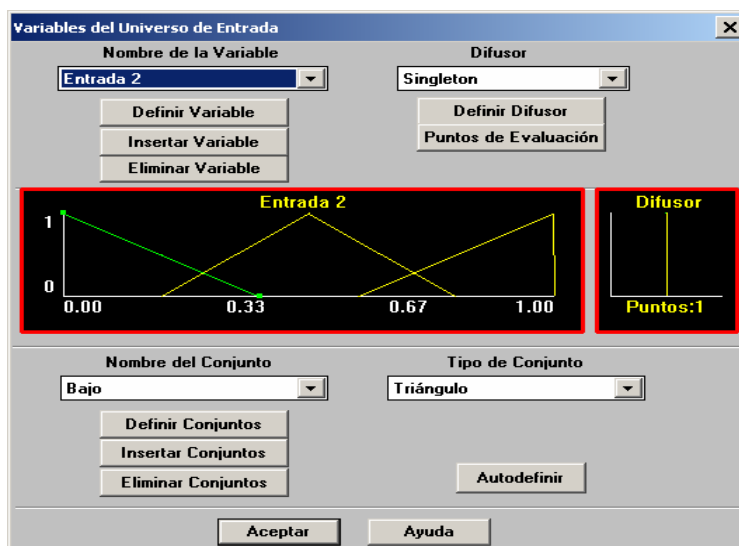 Variables del Universo de Entrada
Nombre de la Variable
Difusor
Entrada 2
Singleton
Definir Variable
Definir Difusor
Insertar Variable
Puntos de Evaluación
Eliminar Variable
Entrada 2
Difusor
1
0
0.00 0.33 0.67 1.00
Puntos:1
Nombre del Conjunto
Tipo de Conjunto
Bajo
Triángulo
Definir Conjuntos
Insertar Conjuntos
Eliminar Conjuntos
Autodefinir
Aceptar
Ayuda